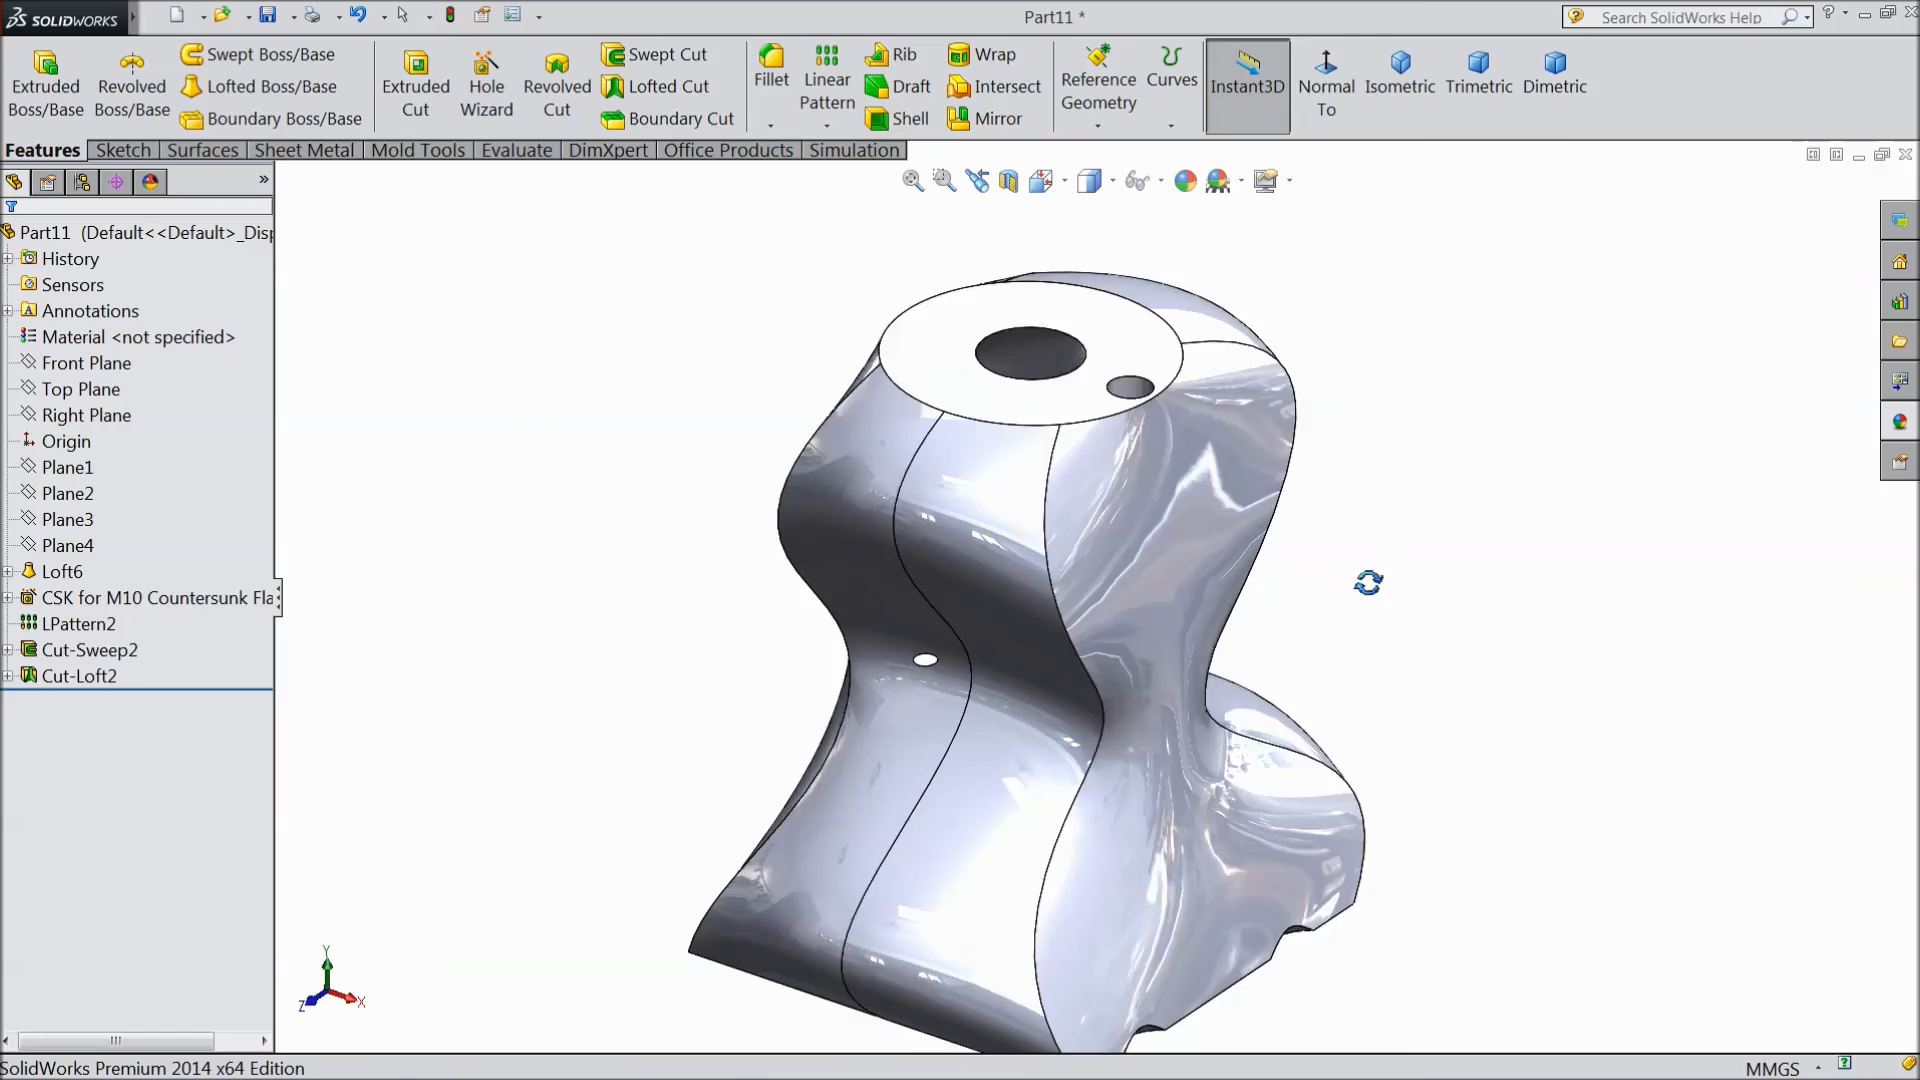 SOLIDWORKS
Part11 *
Search SolidWorks Help
Extruded Boss/Base
Revolved Boss/Base
Swept Boss/Base
Lofted Boss/Base
Boundary Boss/Base
Extruded Cut
Hole Wizard
Revolved Cut
Swept Cut
Lofted Cut
Boundary Cut
Fillet
Linear Pattern
Rib
Draft
Shell
Wrap
Intersect
Mirror
Reference Geometry
Curves
Instant3D
Normal To
Isometric
Trimetric
Dimetric
Features
Sketch
Surfaces
Sheet Metal
Mold Tools
Evaluate
DimXpert
Office Products
Simulation
Part11 (Default<<Default>_Disp
History
Sensors
Annotations
Material <not specified>
Front Plane
Top Plane
Right Plane
Origin
Plane1
Plane2
Plane3
Plane4
Loft6
CSK for M10 Countersunk Fla
LPattern2
Cut-Sweep2
Cut-Loft2
Y
Z
X
SolidWorks Premium 2014 x64 Edition
MMGS